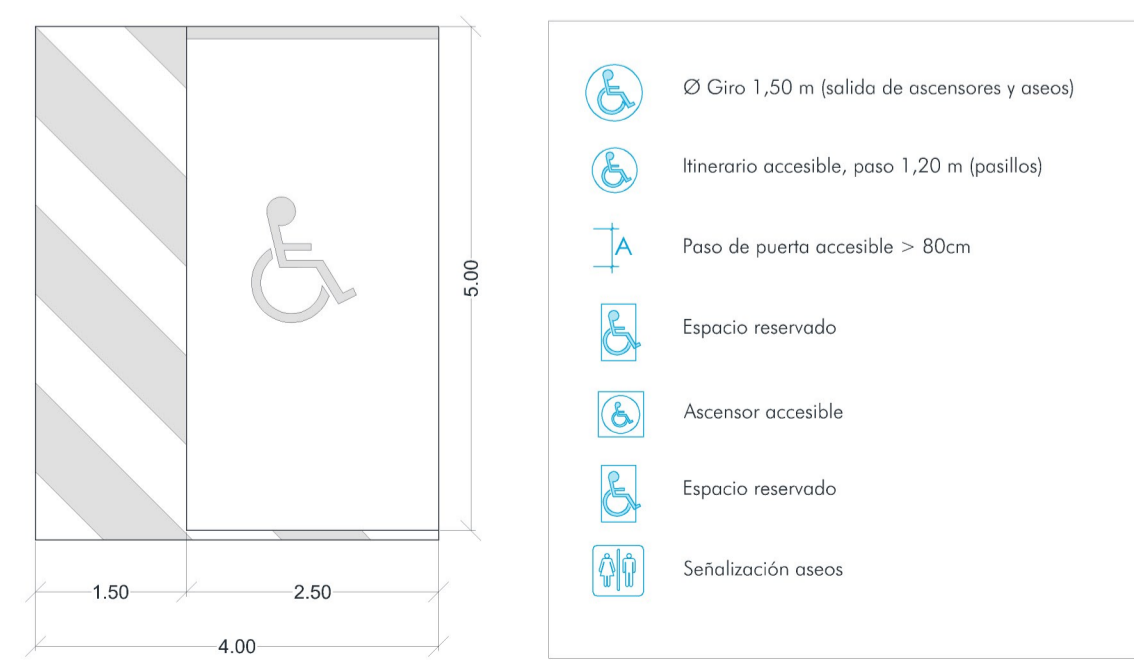 5.00
1.50
2.50
4.00
Ø Giro 1,50 m (salida de ascensores y aseos)
Itinerario accesible, paso 1,20 m (pasillos)
A
Paso de puerta accesible > 80cm
Espacio reservado
Ascensor accesible
Espacio reservado
Señalización aseos